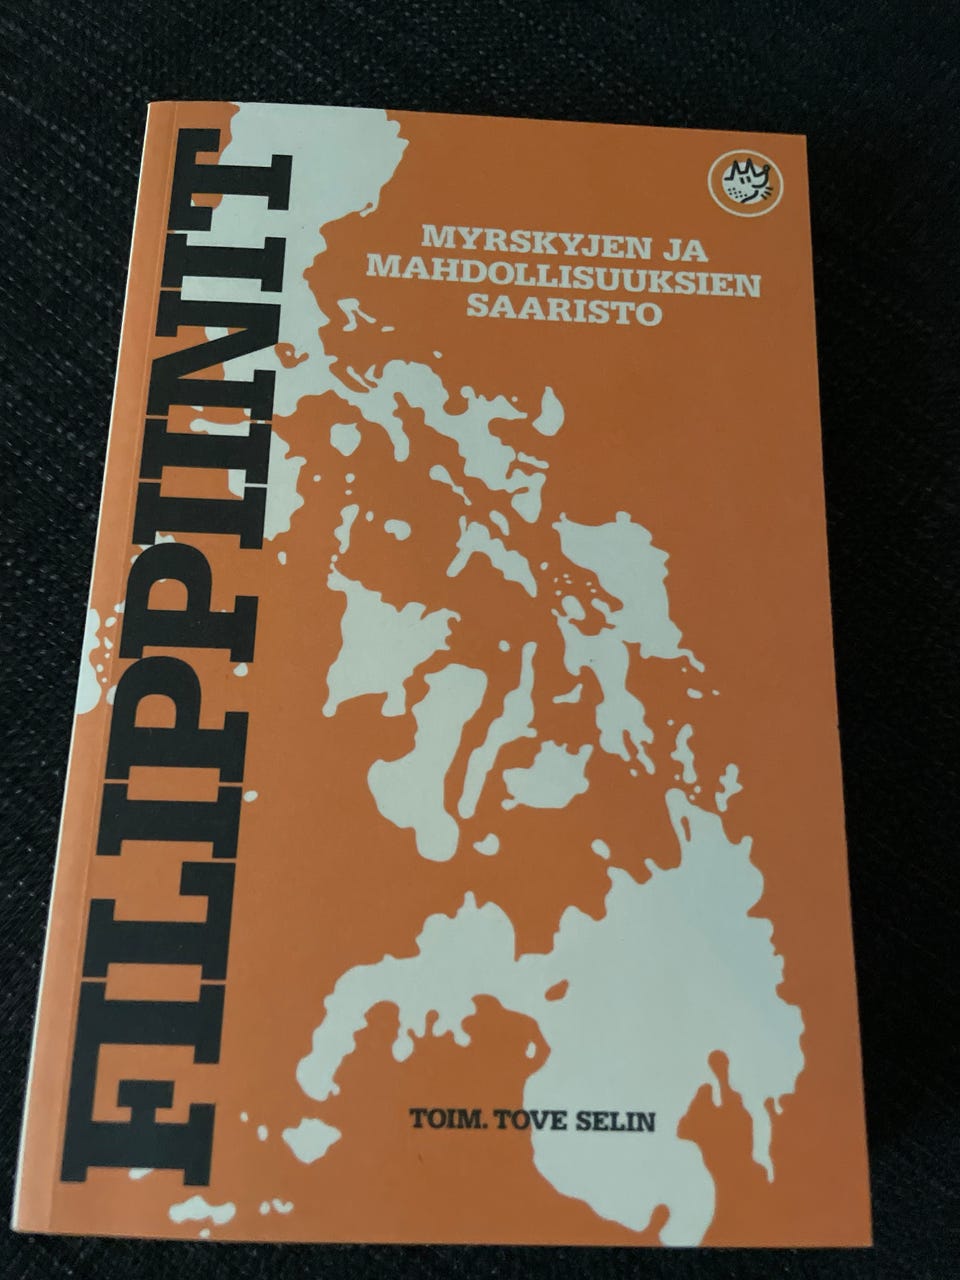 FILIPPIINIT
MYRSKYJEN JA
MAHDOLLISUUKSIEN
SAARISTO
TOIM. TOVE SELIN